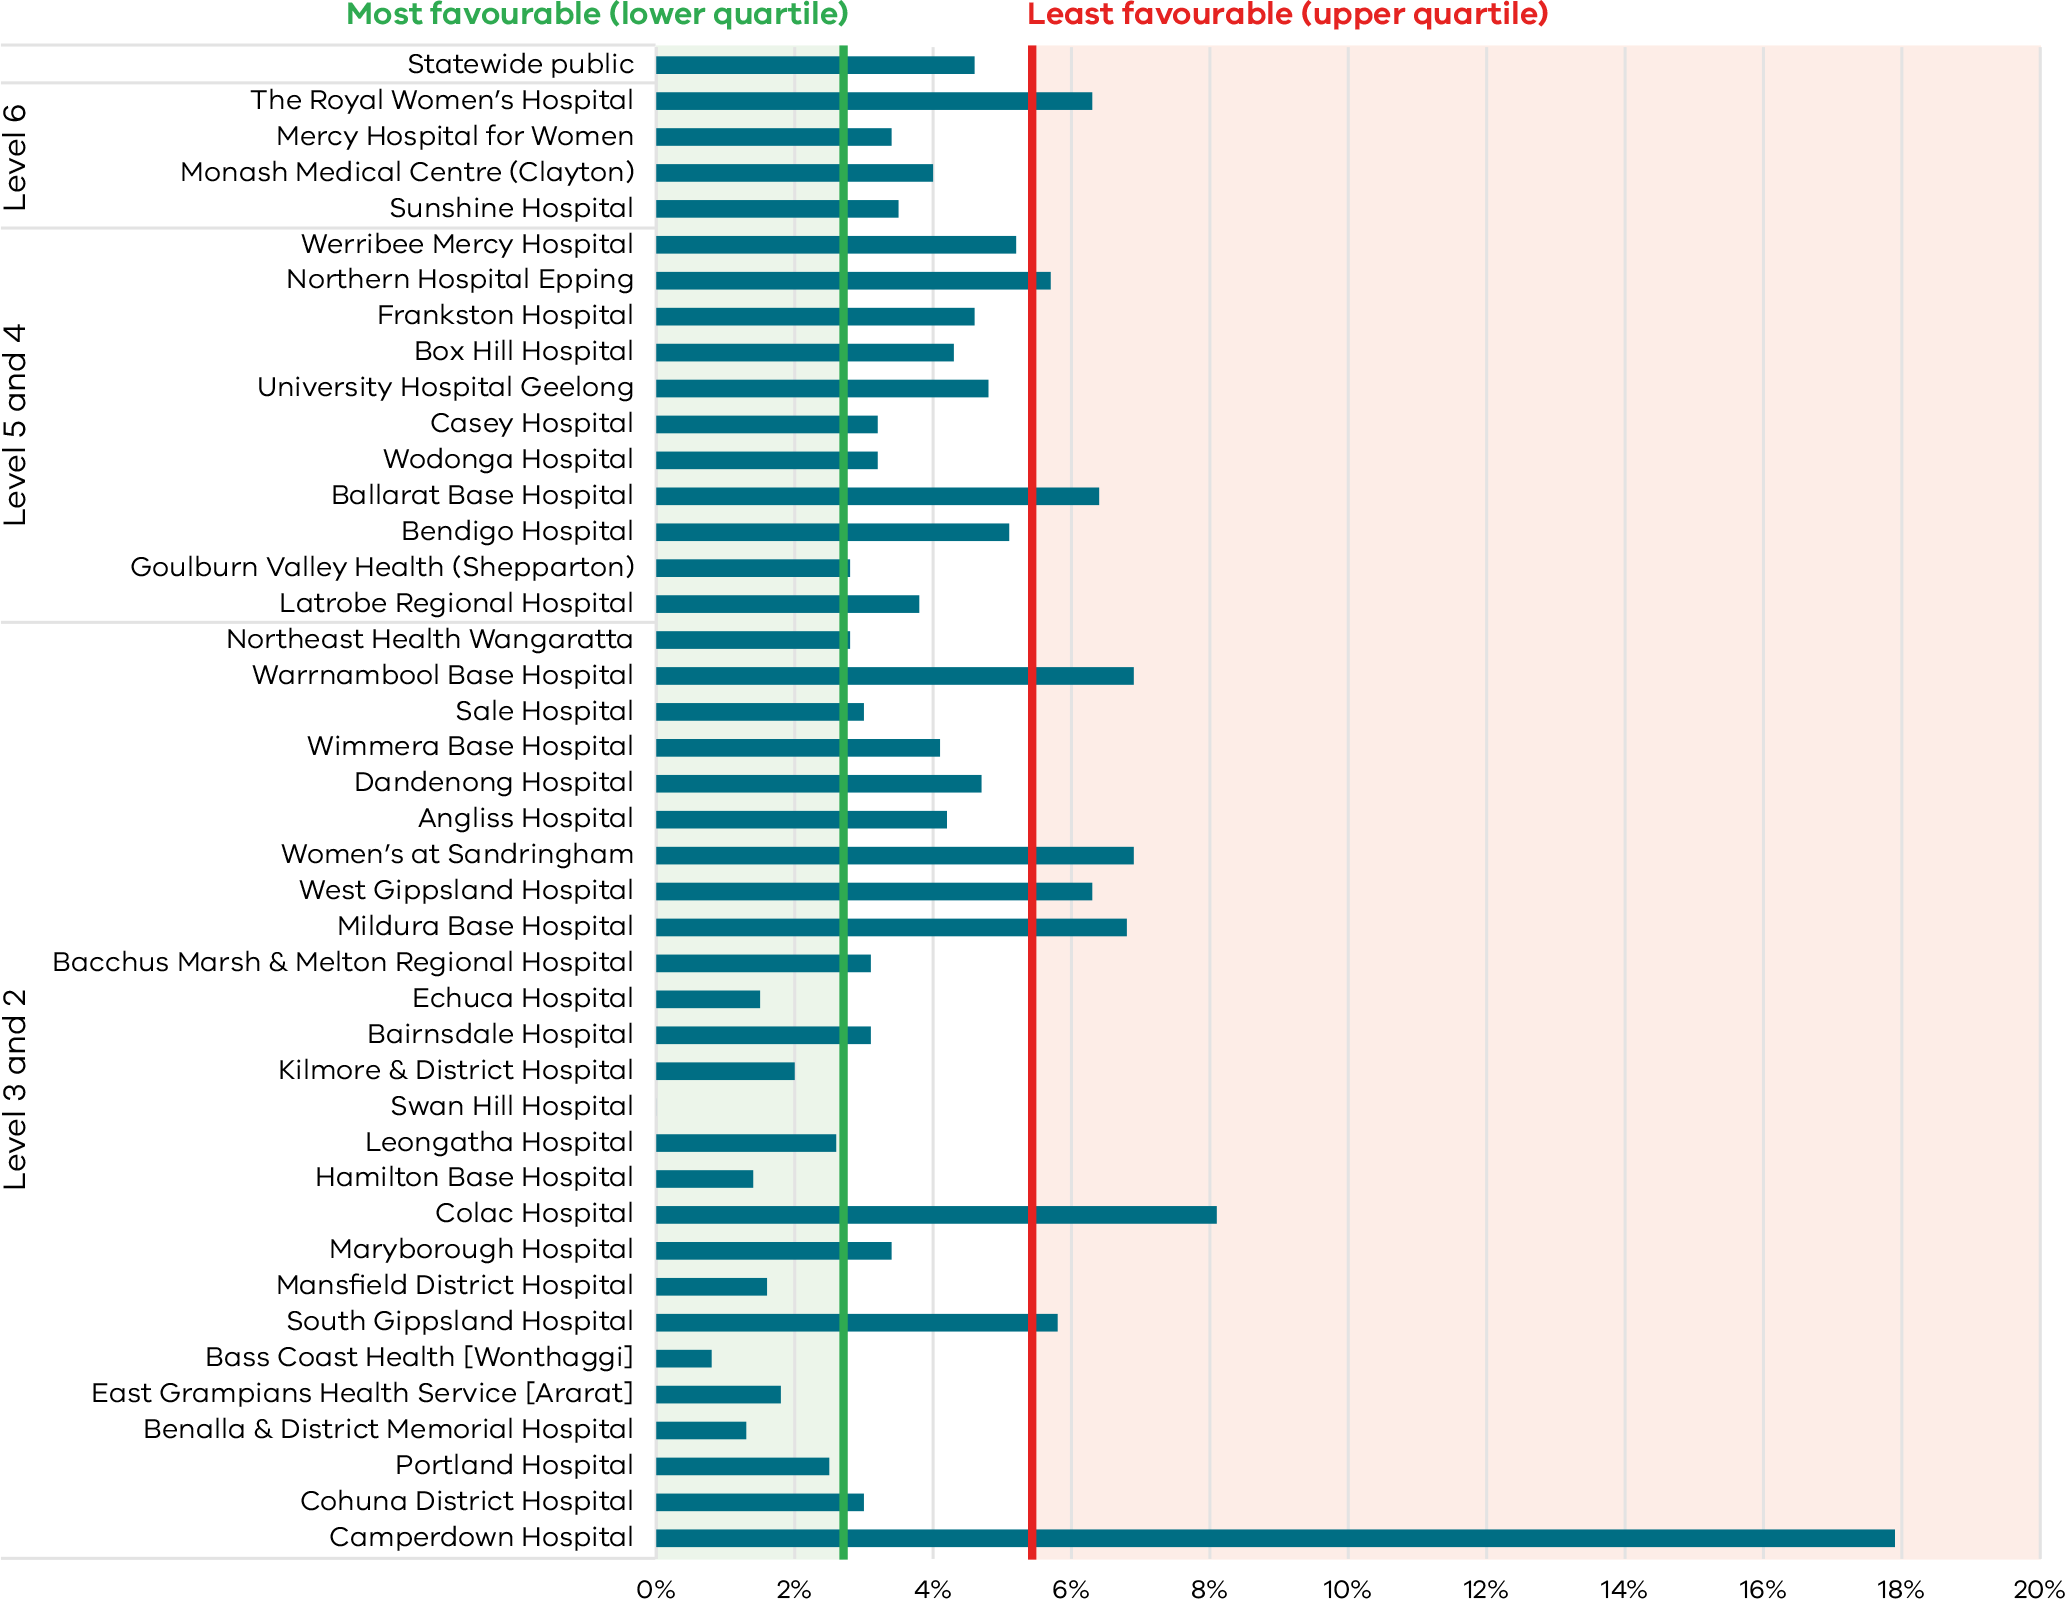 Most favourable (lower quartile)
Least favourable (upper quartile)
Statewide public
Level 6
The Royal Women’s Hospital
Mercy Hospital for Women
Monash Medical Centre (Clayton)
Sunshine Hospital
Level 5 and 4
Werribee Mercy Hospital
Northern Hospital Epping
Frankston Hospital
Box Hill Hospital
University Hospital Geelong
Casey Hospital
Wodonga Hospital
Ballarat Base Hospital
Bendigo Hospital
Goulburn Valley Health (Shepparton)
Latrobe Regional Hospital
Level 3 and 2
Northeast Health Wangaratta
Warrnambool Base Hospital
Sale Hospital
Wimmera Base Hospital
Dandenong Hospital
Angliss Hospital
Women’s at Sandringham
West Gippsland Hospital
Mildura Base Hospital
Bacchus Marsh & Melton Regional Hospital
Echuca Hospital
Bairnsdale Hospital
Kilmore & District Hospital
Swan Hill Hospital
Leongatha Hospital
Hamilton Base Hospital
Colac Hospital
Maryborough Hospital
Mansfield District Hospital
South Gippsland Hospital
Bass Coast Health [Wonthaggi]
East Grampians Health Service [Ararat]
Benalla & District Memorial Hospital
Portland Hospital
Cohuna District Hospital
Camperdown Hospital
0% 2% 4% 6% 8% 10% 12% 14% 16% 18% 20%